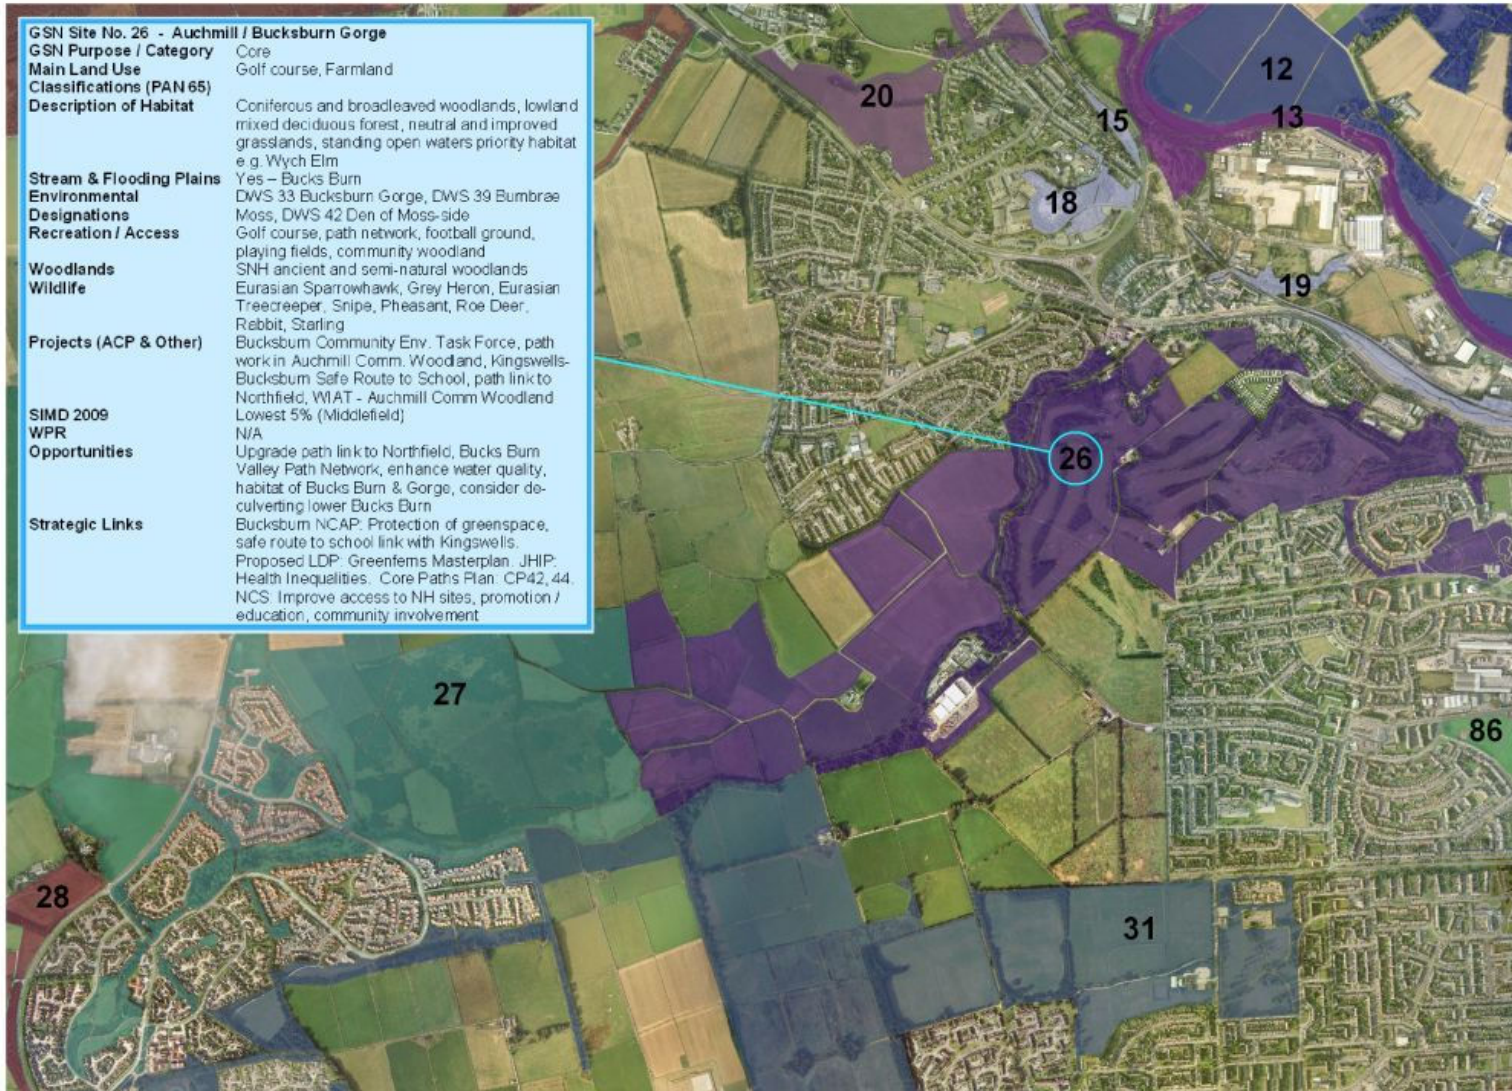 GSN Site No. 26 - Auchmill / Bucksburn Gorge
GSN Purpose / Category Core
Main Land Use Golf course, Farmland
Classifications (PAN 65)
Description of Habitat Coniferous and broadleaved woodlands, lowland
mixed deciduous forest, neutral and improved
grasslands, standing open waters priority habitat
e.g. Wych Elm
Stream & Flooding Plains Yes – Bucks Burn
Environmental DWS 33 Bucksburn Gorge, DWS 39 Burnbrae
Designations Moss, DWS 42 Den of Moss-side
Recreation / Access Golf course, path network, football ground,
playing fields, community woodland
Woodlands SNH ancient and semi-natural woodlands
Wildlife Eurasian Sparrowhawk, Grey Heron, Eurasian
Treecreeper, Snipe, Pheasant, Roe Deer,
Rabbit, Starling
Projects (ACP & Other) Bucksburn Community Env. Task Force, path
work in Auchmill Comm. Woodland, Kingswells-
Bucksburn Safe Route to School, path link to
Northfield, WIAT - Auchmill Comm Woodland
SIMD 2009 Lowest 5% (Middlefield)
WPR N/A
Opportunities Upgrade path link to Northfield, Bucks Burn
Valley Path Network, enhance water quality,
habitat of Bucks Burn & Gorge, consider de-
culverting lower Bucks Burn
Strategic Links Bucksburn NCAP: Protection of greenspace,
safe route to school link with Kingswells.
Proposed LDP: Greenferns Masterplan. JHIP:
Health Inequalities. Core Paths Plan: CP42, 44.
NCS: Improve access to NH sites, promotion /
education, community involvement
12
20
13
15
18
19
26
27
86
28
31